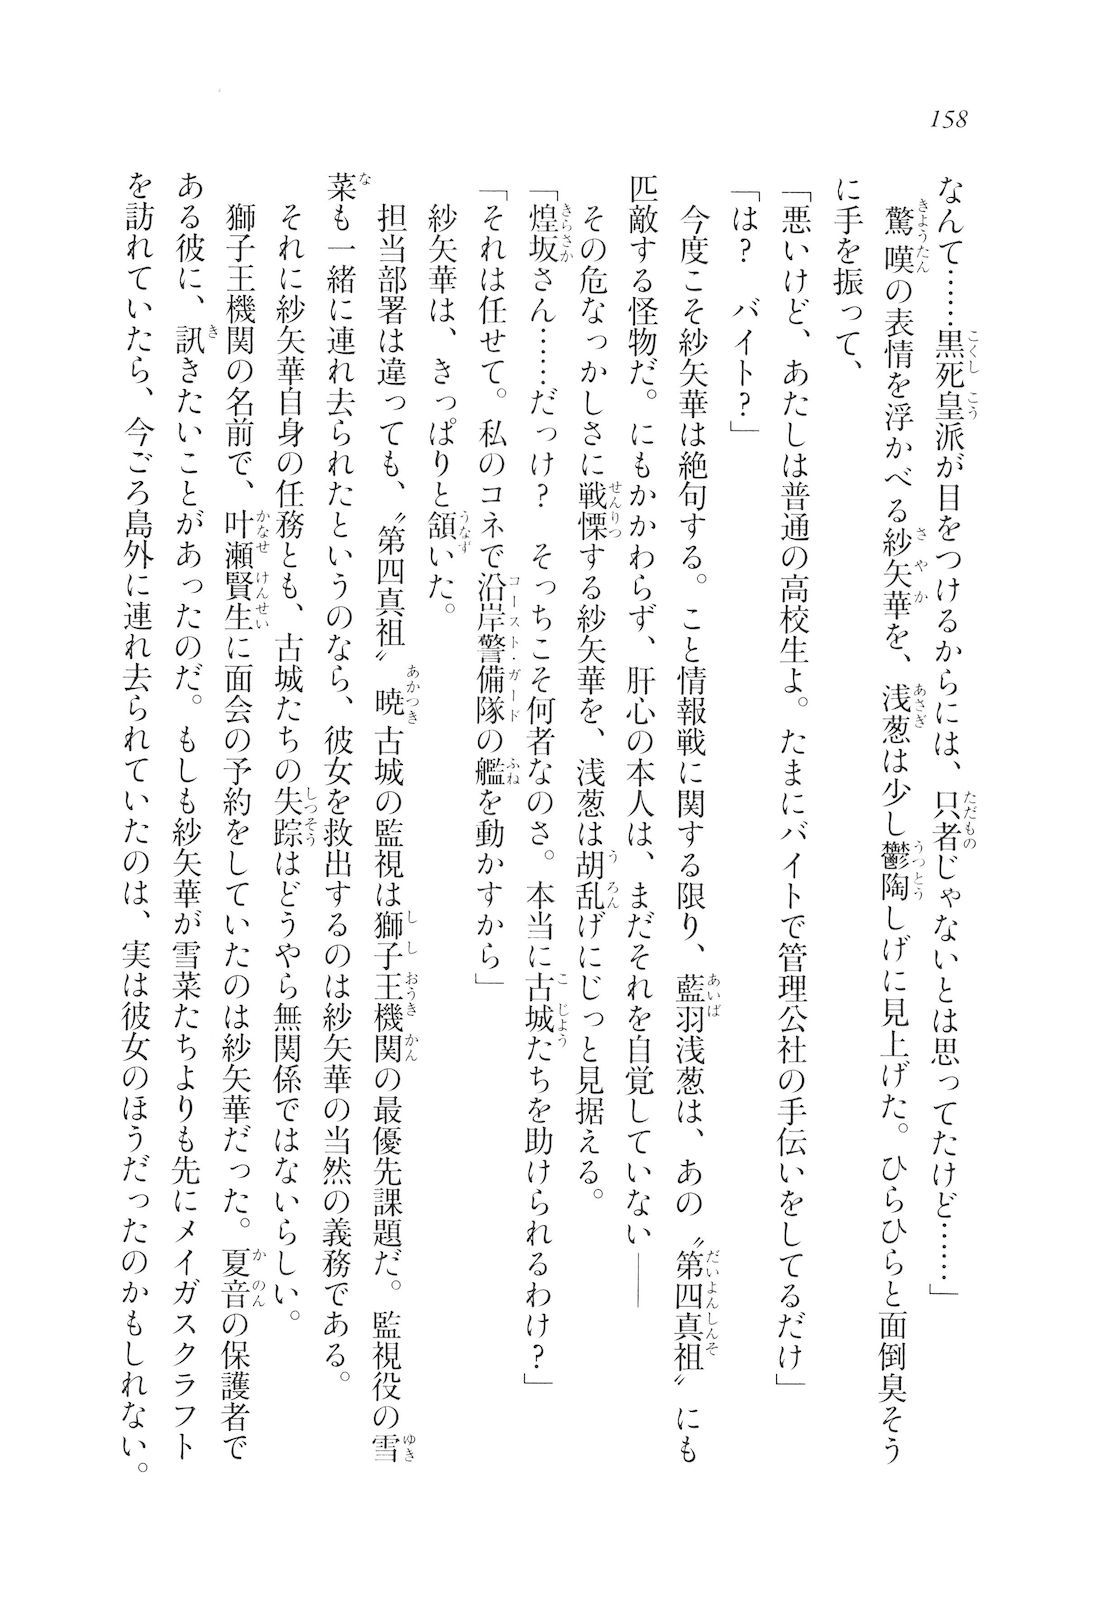 158
なんて……黒死皇派が目をつけるからには、只者じゃないとは思ってたけど……」
驚嘆の表情を浮かべる紗矢華を、浅葱は少し鬱陶しげに見上げた。ひらひらと面倒臭そう
に手を振って、
「悪いけど、あたしは普通の高校生よ。たまにバイトで管理公社の手伝いをしてるだけ」
「は？　バイト？」
今度こそ紗矢華は絶句する。こと情報戦に関する限り、藍羽浅葱は、あの〝第四真祖〟にも
匹敵する怪物だ。にもかかわらず、肝心の本人は、まだそれを自覚していない――
その危なっかしさに戦慄する紗矢華を、浅葱は胡乱げにじっと見据える。
「煌坂さん……だっけ？　そっちこそ何者なのさ。本当に古城たちを助けられるわけ？」
「それは任せて。私のコネで沿岸警備隊の艦を動かすから」
紗矢華は、きっぱりと頷いた。
担当部署は違っても、〝第四真祖〟暁古城の監視は獅子王機関の最優先課題だ。監視役の雪
菜も一緒に連れ去られたというのなら、彼女を救出するのは紗矢華の当然の義務である。
それに紗矢華自身の任務とも、古城たちの失踪はどうやら無関係ではないらしい。
獅子王機関の名前で、叶瀬賢生に面会の予約をしていたのは紗矢華だった。夏音の保護者で
ある彼に、訊きたいことがあったのだ。もしも紗矢華が雪菜たちよりも先にメイガスクラフト
を訪れていたら、今ごろ島外に連れ去られていたのは、実は彼女のほうだったのかもしれない。